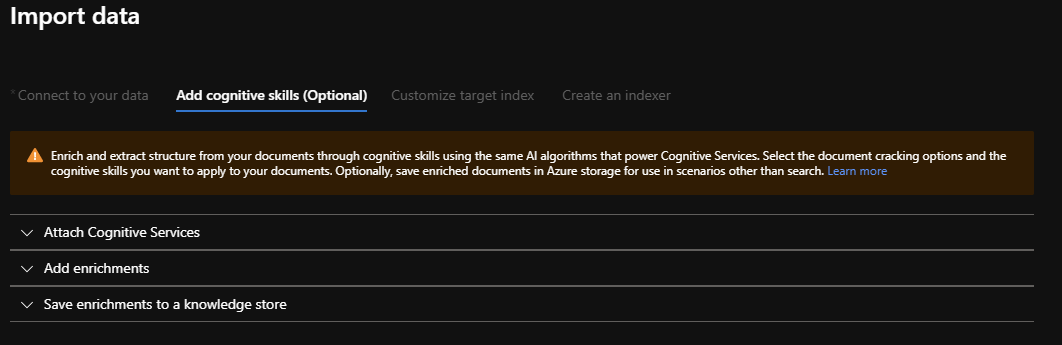 Import data
* Connect to your data
Add cognitive skills (Optional)
Customize target index
Create an indexer
Enrich and extract structure from your documents through cognitive skills using the same AI algorithms that power Cognitive Services. Select the document cracking options and the
cognitive skills you want to apply to your documents. Optionally, save enriched documents in Azure storage for use in scenarios other than search. Learn more
Attach Cognitive Services
Add enrichments
Save enrichments to a knowledge store